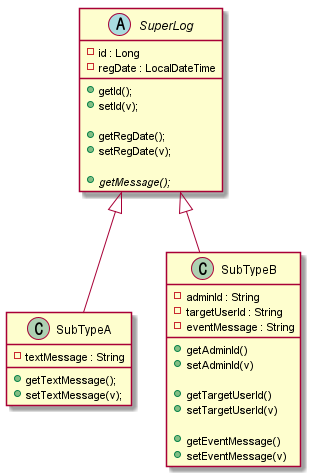 A SuperLog
id : Long
regDate : LocalDateTime
getId();
setId(v);
getRegDate();
setRegDate(v);
getMessage();
C SubTypeA
textMessage : String
getTextMessage();
setTextMessage(v);
C SubTypeB
adminId : String
targetUserId : String
eventMessage : String
getAdminId()
setAdminId(v)
getTargetUserId()
setTargetUserId(v)
getEventMessage()
setEventMessage(v)